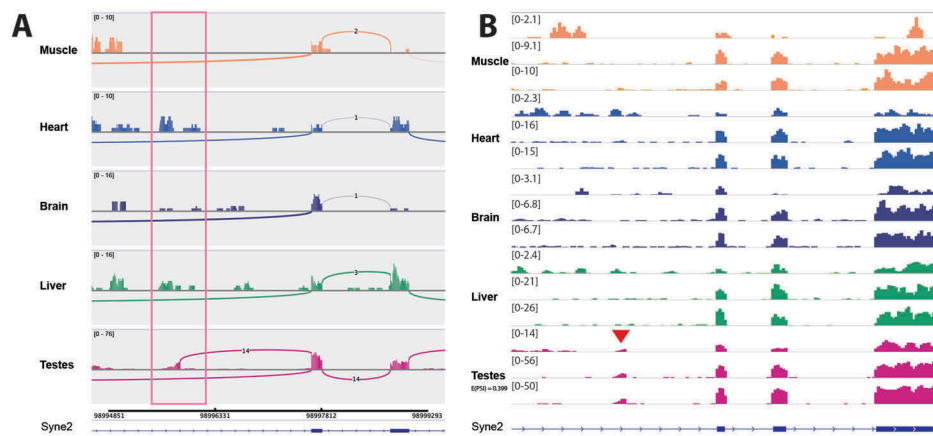 A
[0 - 10]
Muscle
2
[0 - 10]
Heart
1
[0 - 16]
Brain
1
[0 - 16]
Liver
3
[0 - 76]
Testes
14
14
98994851 98996331 98997812 98999293
Syne2
B
[0-2.1]
[0-9.1]
Muscle
[0-10]
[0-2.3]
[0-16]
Heart
[0-15]
[0-3.1]
[0-6.8]
Brain
[0-6.7]
[0-2.4]
[0-21]
Liver
[0-26]
[0-14]
[0-56]
Testes
E(PSI) = 0.399
[0-50]
Syne2